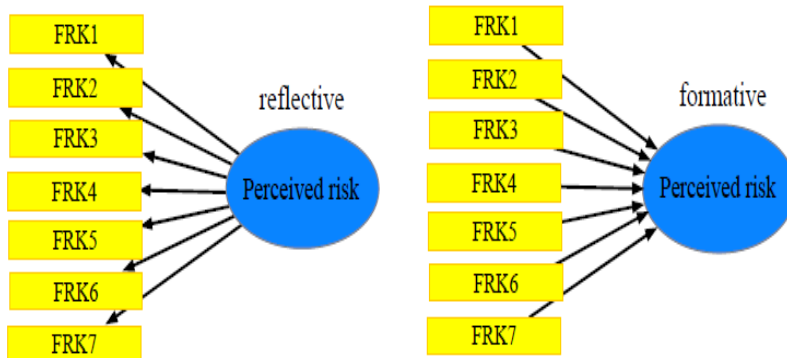 FRK1
FRK2
FRK3
FRK4
FRK5
FRK6
FRK7
reflective
Perceived risk
FRK1
FRK2
FRK3
FRK4
FRK5
FRK6
FRK7
formative
Perceived risk